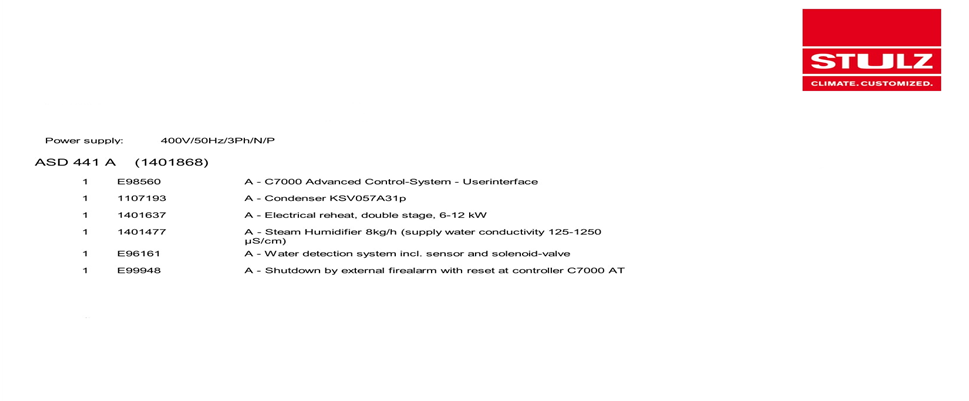 STULZ
CLIMATE. CUSTOMIZED.
Power supply: 400V/50Hz/3Ph/N/P
ASD 441 A (1401868)
1 E98560 A - C7000 Advanced Control-System - Userinterface
1 1107193 A - Condenser KSV057A31p
1 1401637 A - Electrical reheat, double stage, 6-12 kW
1 1401477 A - Steam Humidifier 8kg/h (supply water conductivity 125-1250
µS/cm)
1 E96161 A - Water detection system incl. sensor and solenoid-valve
1 E99948 A - Shutdown by external firealarm with reset at controller C7000 AT